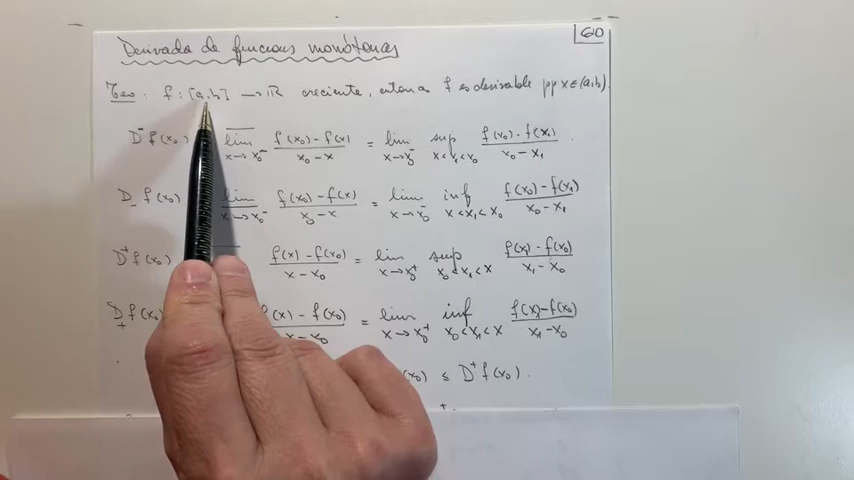 60
Derivada de funciones monótonas
Teo: f: [a,b] → ℝ creciente, entonces f es derivable pp x∈(a,b).
D⁻f(x₀) lim x→x₀⁻ (f(x₀)-f(x))/(x₀-x) = lim x→x₀⁻ sup x<x₁<x₀ (f(x₀)-f(x₁))/(x₀-x₁)
D₋f(x₀) lim x→x₀⁻ (f(x₀)-f(x))/(x₀-x) = lim x→x₀⁻ inf x<x₁<x₀ (f(x₀)-f(x₁))/(x₀-x₁)
D⁺f(x₀) (f(x)-f(x₀))/(x-x₀) = lim x→x₀⁺ sup x₀<x₁<x (f(x₁)-f(x₀))/(x₁-x₀)
D₊f(x₀) f(x)-f(x₀) x-x₀ = lim x→x₀⁺ inf x₀<x₁<x (f(x₁)-f(x₀))/(x₁-x₀)
(x₀) ≤ D⁺f(x₀).